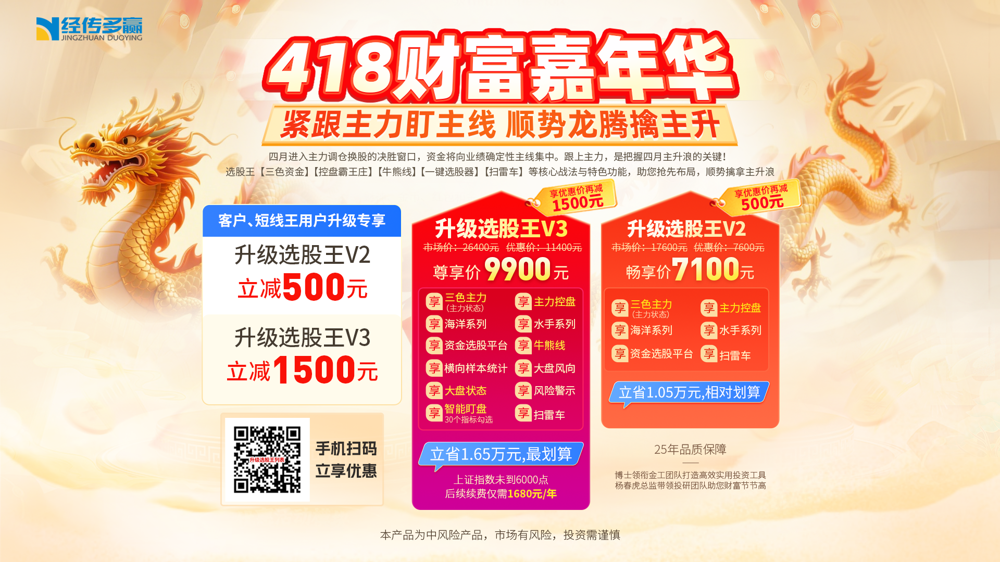 经传多赢
JINGZHUAN DUOYING
418财富嘉年华
紧跟主力盯主线 顺势龙腾擒主升
四月进入主力调仓换股的决胜窗口，资金将向业绩确定性主线集中。跟上主力，是把握四月主升浪的关键！
选股王【三色资金】【控盘霸王庄】【牛熊线】【一键选股器】【扫雷车】等核心战法与特色功能，助您抢先布局，顺势擒拿主升浪
客户、短线王用户升级专享
升级选股王V2
立减500元
升级选股王V3
立减1500元
升级选股王列表
手机扫码
立享优惠
享优惠价再减
1500元
升级选股王V3
市场价：26400元 优惠价：11400元
尊享价9900元
享 三色主力
（主力状态）
享 主力控盘
享 海洋系列
享 水手系列
享 资金选股平台
享 牛熊线
享 横向样本统计
享 大盘风向
享 大盘状态
享 风险警示
享 智能盯盘
30个指标勾选
享 扫雷车
立省1.65万元,最划算
上证指数未到6000点
后续续费仅需1680元/年
享优惠价再减
500元
升级选股王V2
市场价：17600元 优惠价：7600元
畅享价7100元
享 三色主力
（主力状态）
享 主力控盘
享 海洋系列
享 水手系列
享 资金选股平台
享 扫雷车
立省1.05万元,相对划算
25年品质保障
博士领衔金工团队打造高效实用投资工具
杨春虎总监带领投研团队助您财富节节高
本产品为中风险产品，市场有风险，投资需谨慎